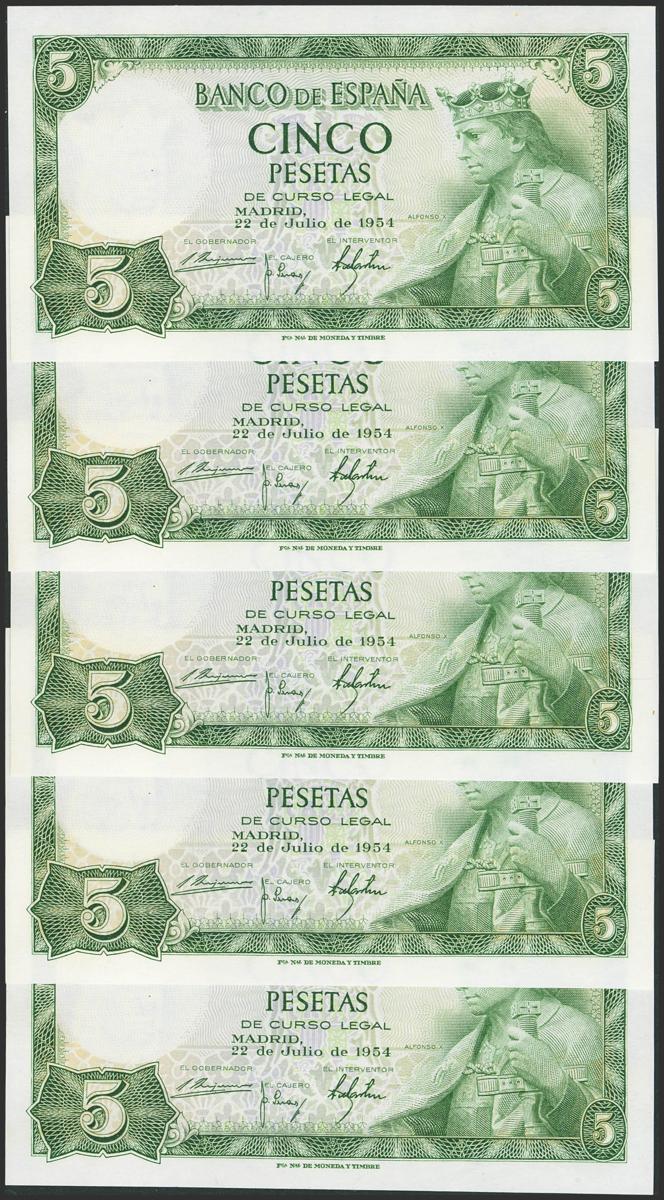 5 5
BANCO DE ESPAÑA
CINCO
PESETAS
DE CURSO LEGAL
MADRID,
22 de Julio de 1954
ALFONSO X
EL GOBERNADOR EL INTERVENTOR
EL CAJERO
5 5
Fca. Nal. DE MONEDA Y TIMBRE
CINCO
PESETAS
DE CURSO LEGAL
MADRID,
22 de Julio de 1954
ALFONSO X
EL GOBERNADOR EL INTERVENTOR
EL CAJERO
5 5
Fca. Nal. DE MONEDA Y TIMBRE
PESETAS
DE CURSO LEGAL
MADRID,
22 de Julio de 1954
ALFONSO X
EL GOBERNADOR EL INTERVENTOR
EL CAJERO
5 5
Fca. Nal. DE MONEDA Y TIMBRE
PESETAS
DE CURSO LEGAL
MADRID,
22 de Julio de 1954
ALFONSO X
EL GOBERNADOR EL INTERVENTOR
EL CAJERO
5 5
Fca. Nal. DE MONEDA Y TIMBRE
PESETAS
DE CURSO LEGAL
MADRID,
22 de Julio de 1954
ALFONSO X
EL GOBERNADOR EL INTERVENTOR
EL CAJERO
5 5
Fca. Nal. DE MONEDA Y TIMBRE